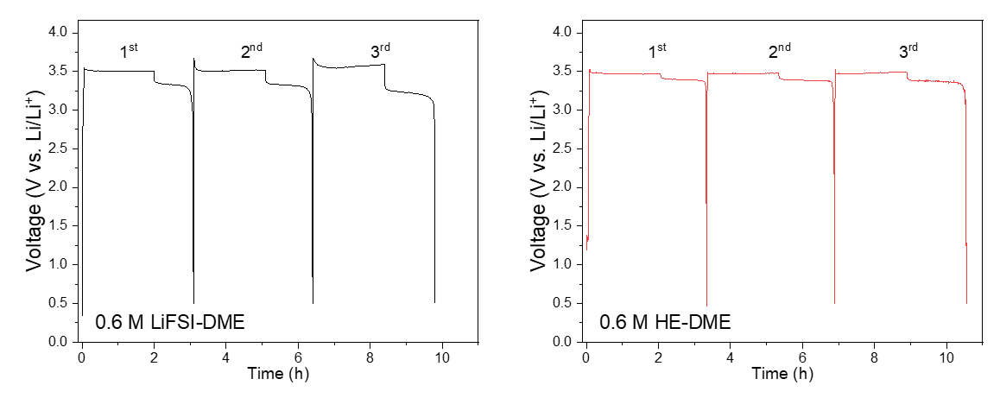 4.0
3.5
3.0
2.5
2.0
1.5
1.0
0.5
0.0
Voltage (V vs. Li/Li⁺)
1ˢᵗ 2ⁿᵈ 3ʳᵈ
0.6 M LiFSI-DME
0 2 4 6 8 10
Time (h)
4.0
3.5
3.0
2.5
2.0
1.5
1.0
0.5
0.0
Voltage (V vs. Li/Li⁺)
1ˢᵗ 2ⁿᵈ 3ʳᵈ
0.6 M HE-DME
0 2 4 6 8 10
Time (h)